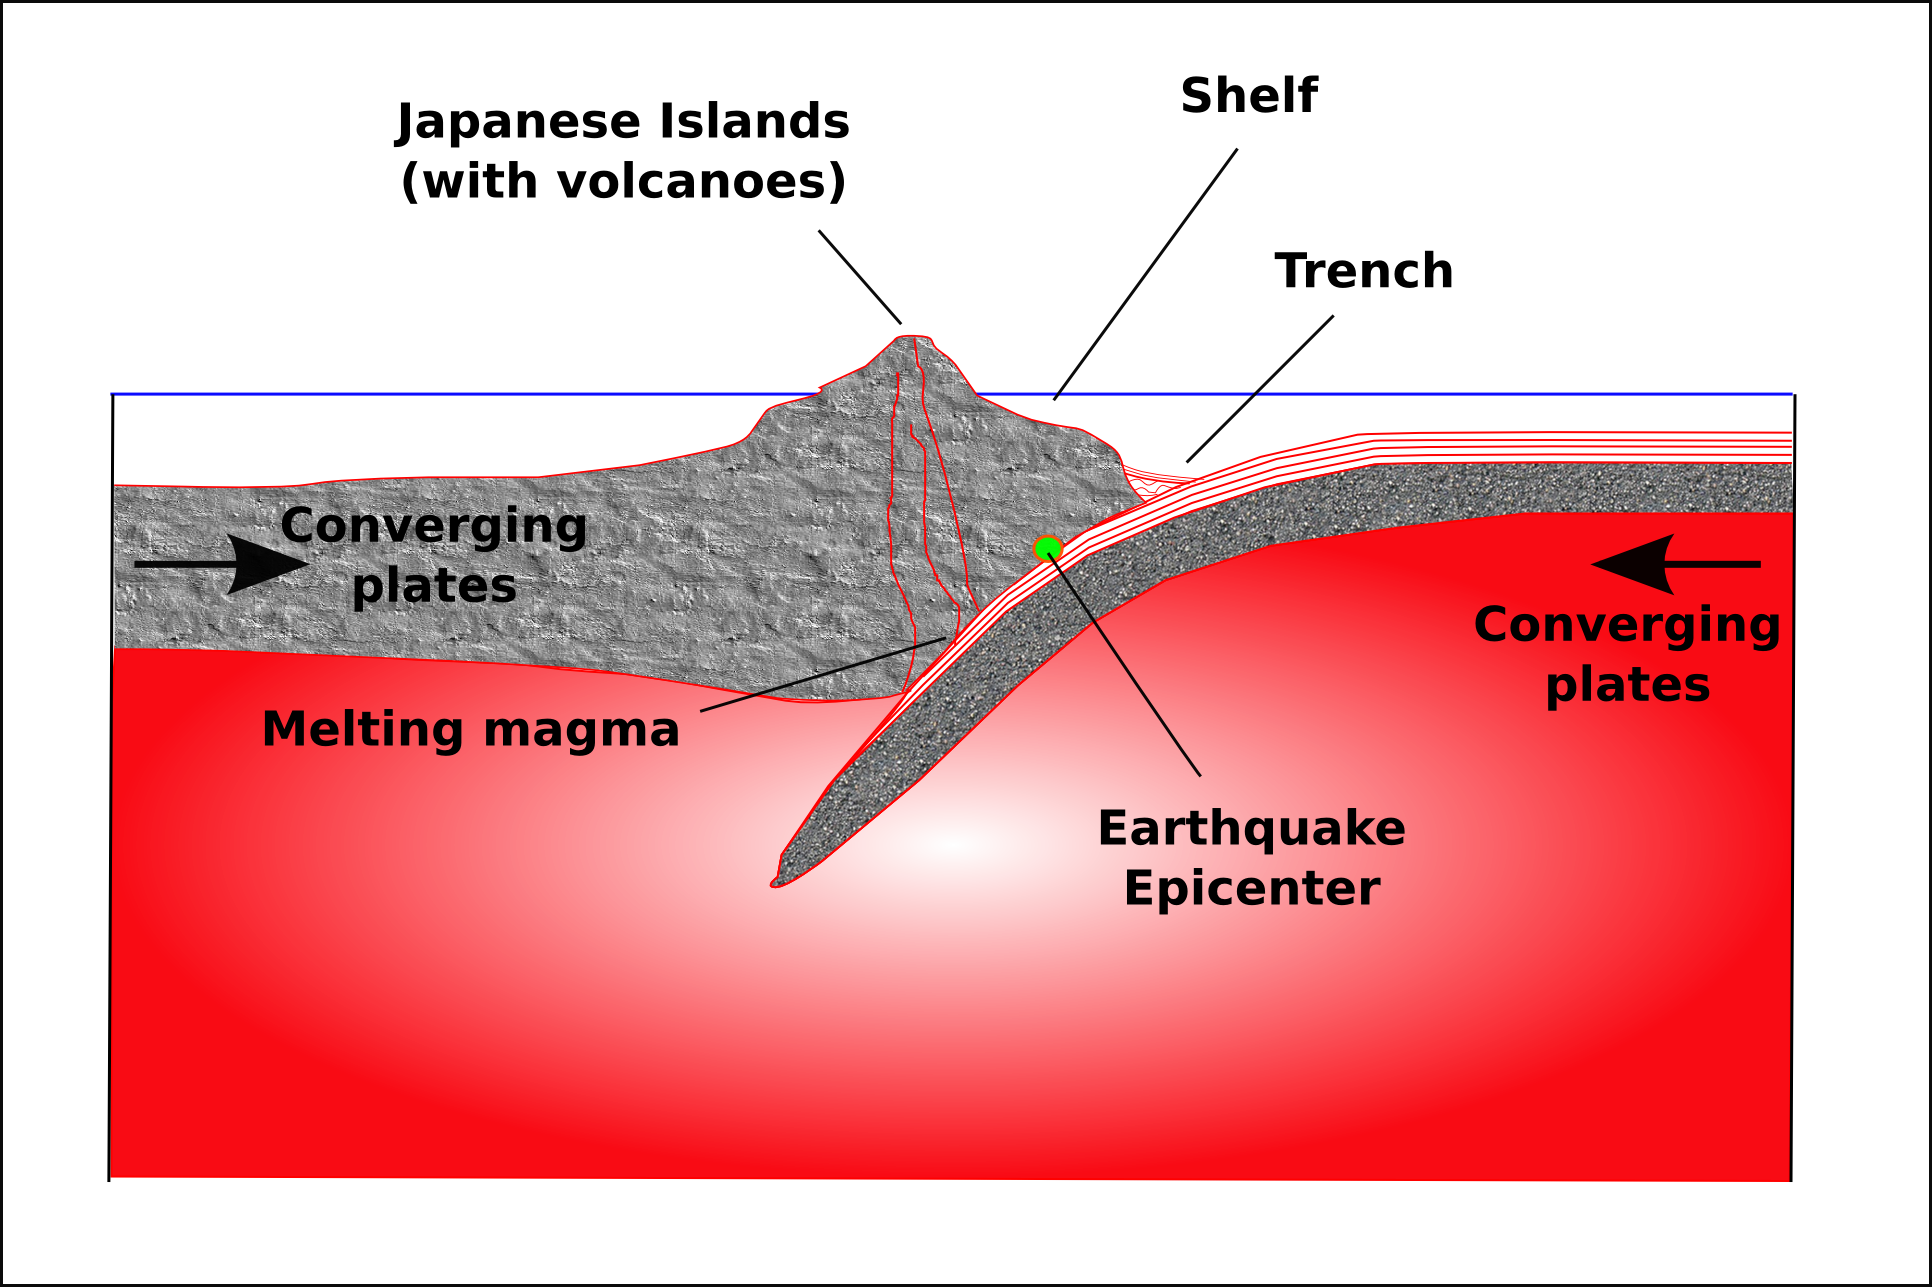 Japanese Islands
(with volcanoes)
Shelf
Trench
Converging
plates
Converging
plates
Melting magma
Earthquake
Epicenter